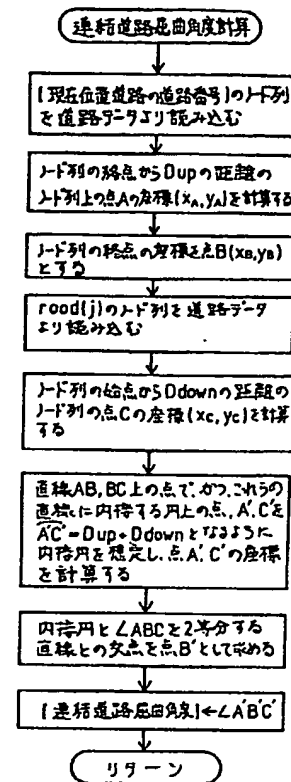 連結道路屈曲角度計算
[現在位置道路の道路番号]のノード列
を道路データより読み込む
ノード列の終点からDupの距離の
ノード列上の点Aの座標(xA,yA)を計算する
ノード列の終点の座標を点B(xB,yB)
とする
rood(j)のノード列を道路データ
より読み込む
ノード列の始点からDdownの距離の
ノード列の点Cの座標(xc,yc)を計算
する
直線AB,BC上の点で,かつ,これらの
直線に内接する円上の点,A',C'を
A'C'=Dup+Ddownとなるように
内接円を想定し,点A',C'の座標
を計算する
内接円と∠ABCを2等分する
直線との交点を点B'として求める
[連結道路屈曲角度]←∠A'B'C'
リターン